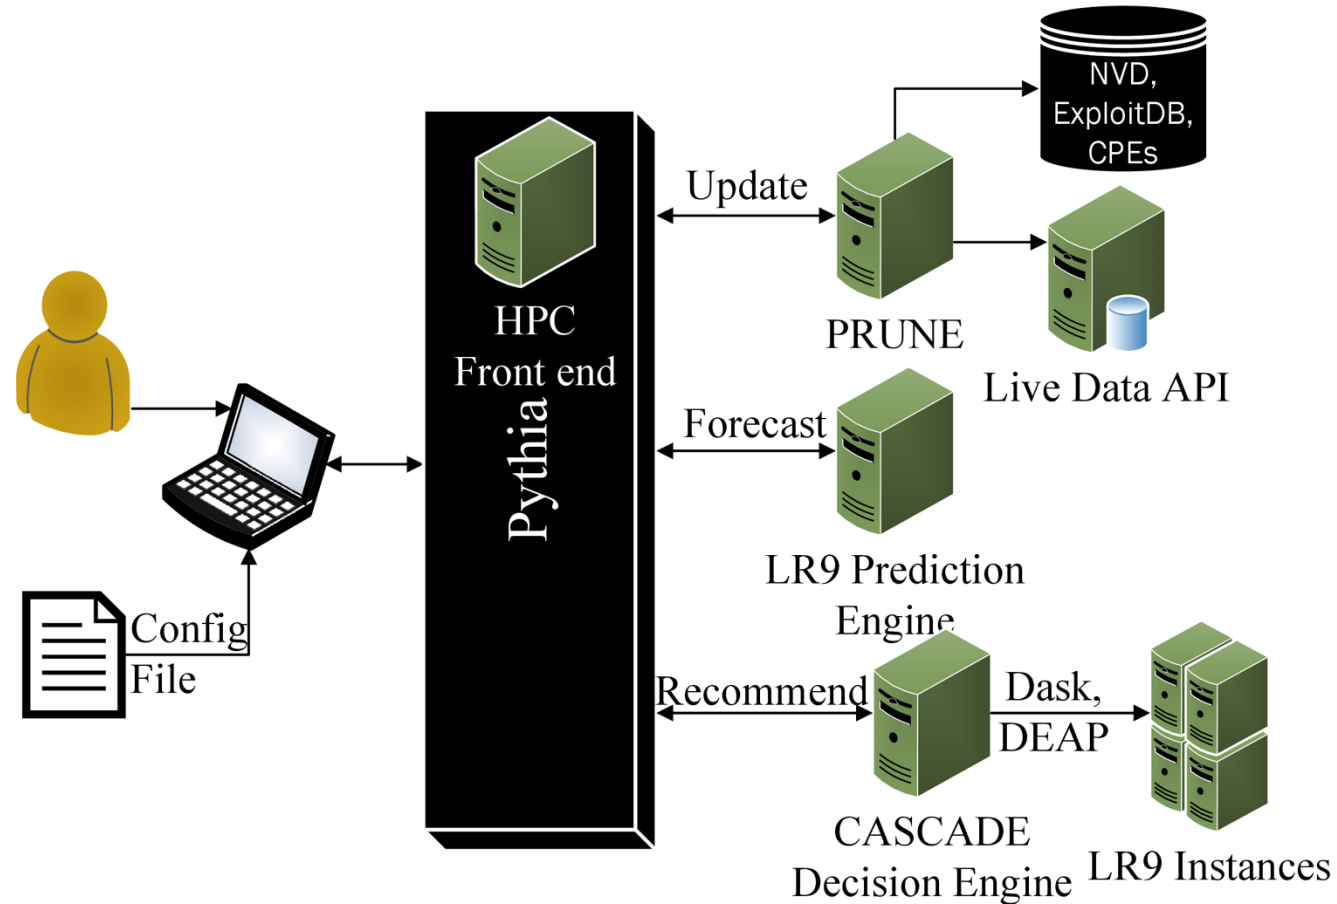 NVD,
ExploitDB,
CPEs
Update
HPC
Front end
Pythia
PRUNE
Live Data API
Forecast
LR9 Prediction
Engine
Config
File
Recommend
Dask,
DEAP
CASCADE
Decision Engine
LR9 Instances